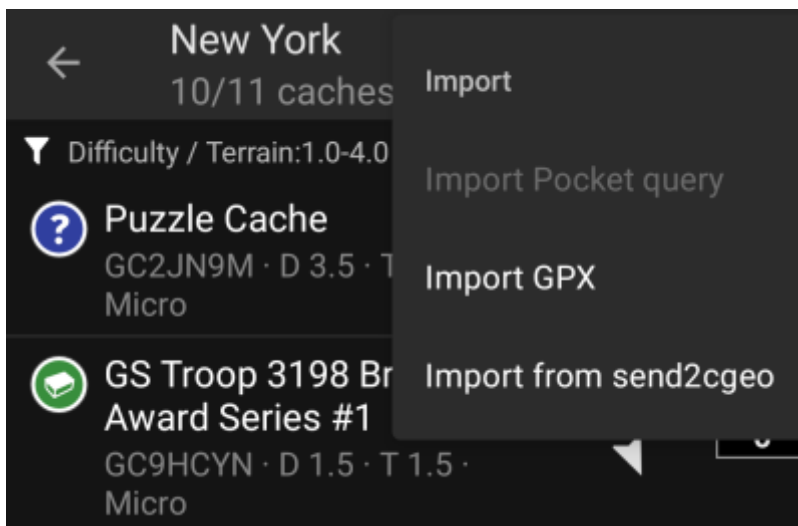 New York
10/11 caches
Difficulty / Terrain:1.0-4.0
Puzzle Cache
GC2JN9M · D 3.5 ·
Micro
GS Troop 3198
Award Series #1
GC9HCYN · D 1.5 · T 1.5 ·
Micro
Import
Import Pocket query
Import GPX
Import from send2cgeo